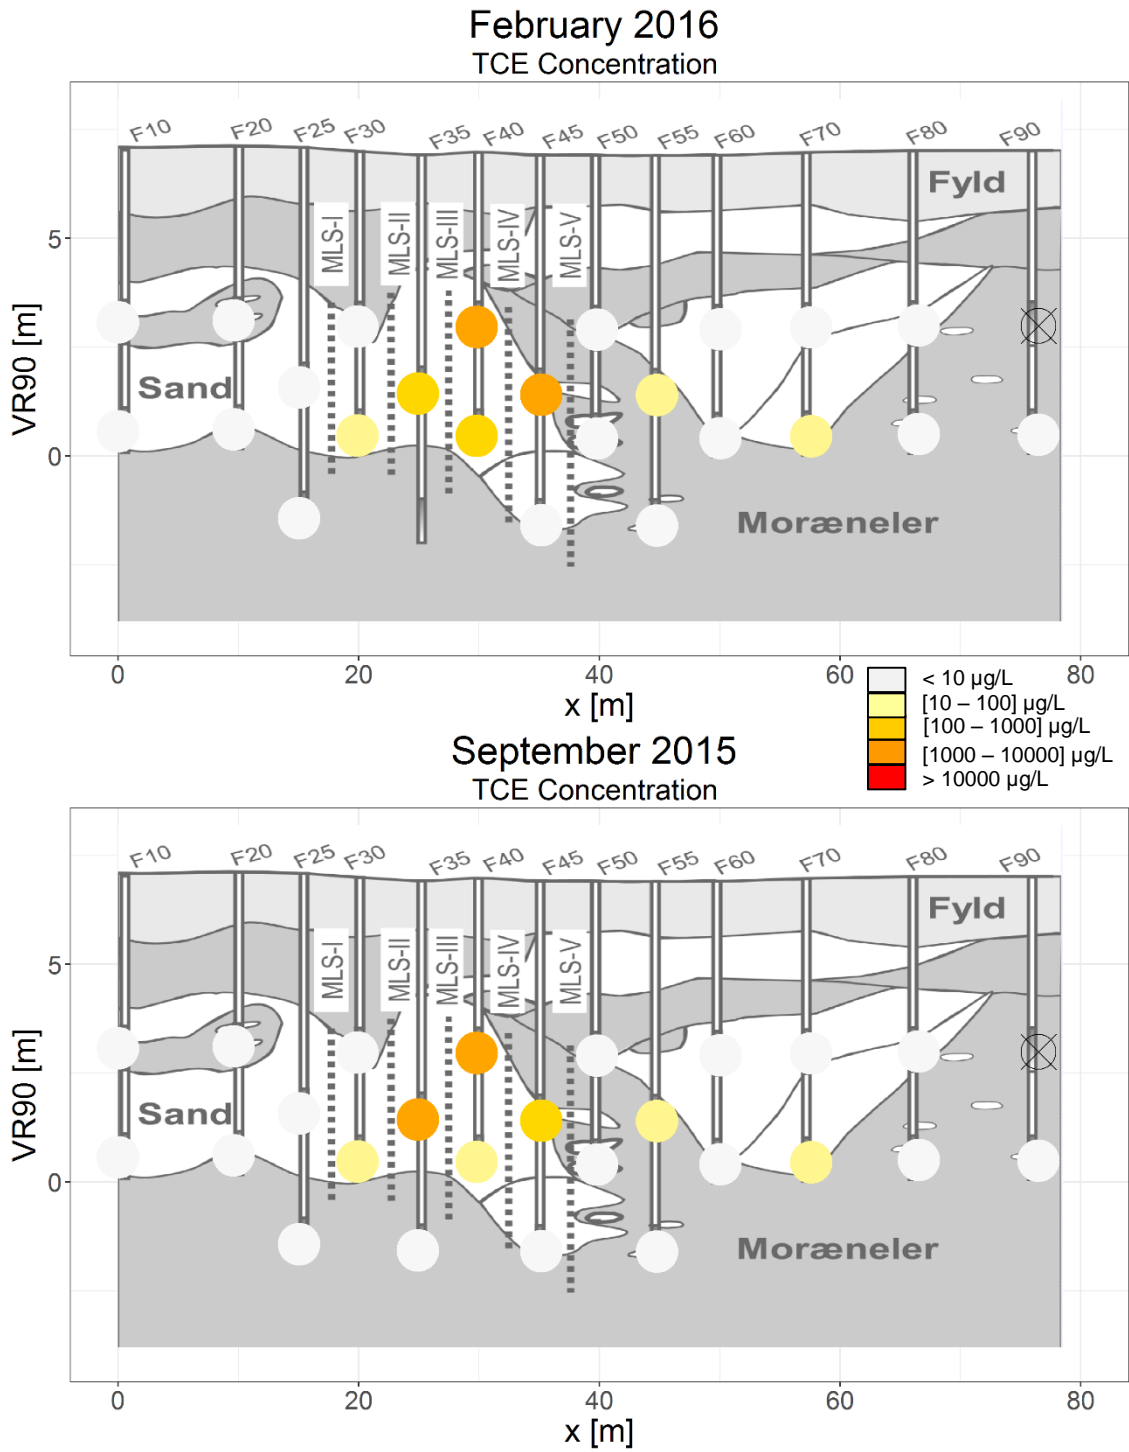 February 2016
TCE Concentration
F10 F20 F25 F30 F35 F40 F45 F50 F55 F60 F70 F80 F90
Fyld
MLS-I MLS-II MLS-III MLS-IV MLS-V
5
Sand
0
Moræneler
VR90 [m]
0 20 40 60 80
x [m]
< 10 µg/L
[10 – 100] µg/L
[100 – 1000] µg/L
[1000 – 10000] µg/L
> 10000 µg/L
September 2015
TCE Concentration
F10 F20 F25 F30 F35 F40 F45 F50 F55 F60 F70 F80 F90
Fyld
MLS-I MLS-II MLS-III MLS-IV MLS-V
5
Sand
0
Moræneler
VR90 [m]
0 20 40 60 80
x [m]